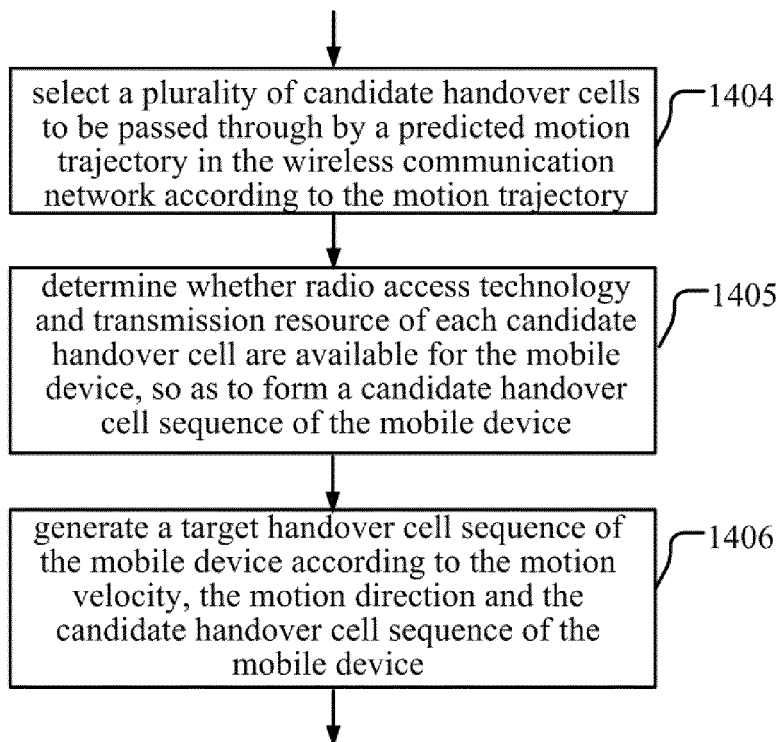 select a plurality of candidate handover cells
to be passed through by a predicted motion
trajectory in the wireless communication
network according to the motion trajectory
1404
determine whether radio access technology
and transmission resource of each candidate
handover cell are available for the mobile
device, so as to form a candidate handover
cell sequence of the mobile device
1405
generate a target handover cell sequence of
the mobile device according to the motion
velocity, the motion direction and the
candidate handover cell sequence of the
mobile device
1406